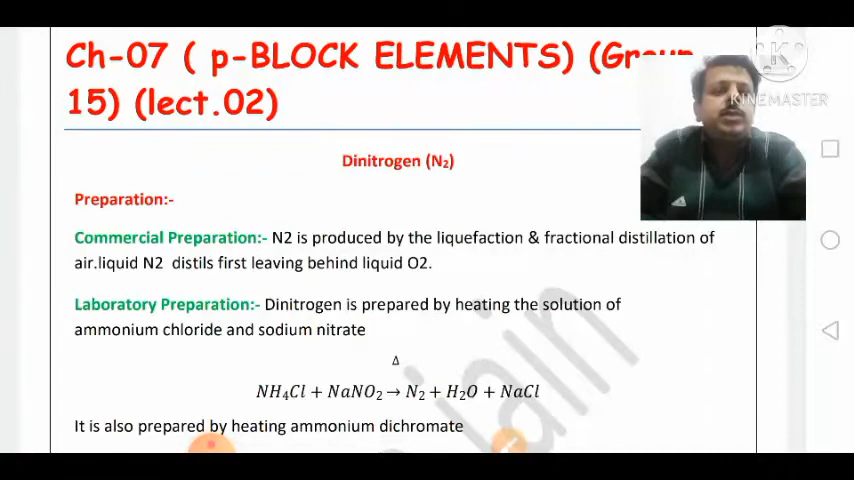 Ch-07 ( p-BLOCK ELEMENTS) (Group
15) (lect.02)
K
KINEMASTER
Dinitrogen (N₂)
Preparation:-
Commercial Preparation:- N2 is produced by the liquefaction & fractional distillation of
air.liquid N2 distils first leaving behind liquid O2.
Laboratory Preparation:- Dinitrogen is prepared by heating the solution of
ammonium chloride and sodium nitrate
Δ
NH₄Cl + NaNO₂ → N₂ + H₂O + NaCl
It is also prepared by heating ammonium dichromate
jain